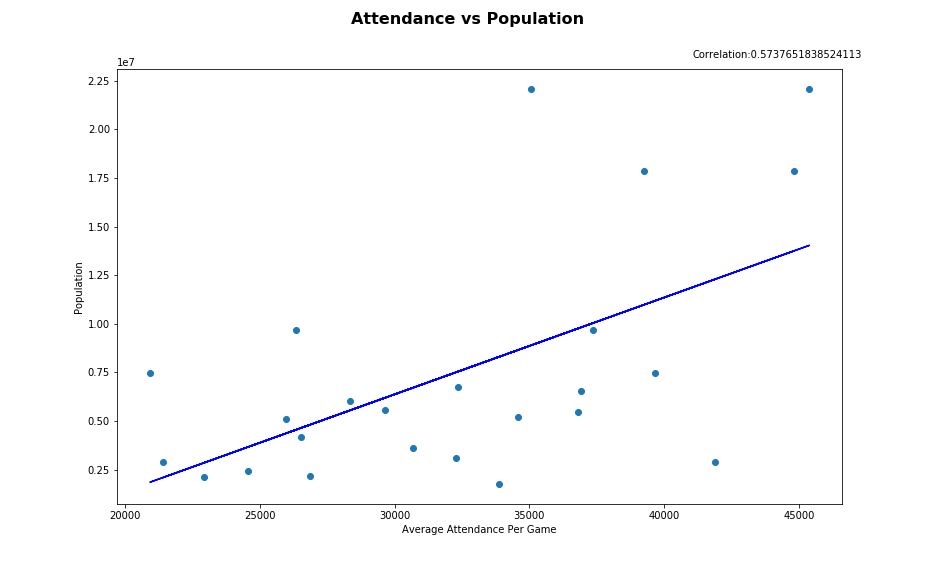 Attendance vs Population
Correlation:0.5737651838524113
1e7
2.25
2.00
1.75
1.50
1.25
1.00
0.75
0.50
0.25
Population
20000 25000 30000 35000 40000 45000
Average Attendance Per Game